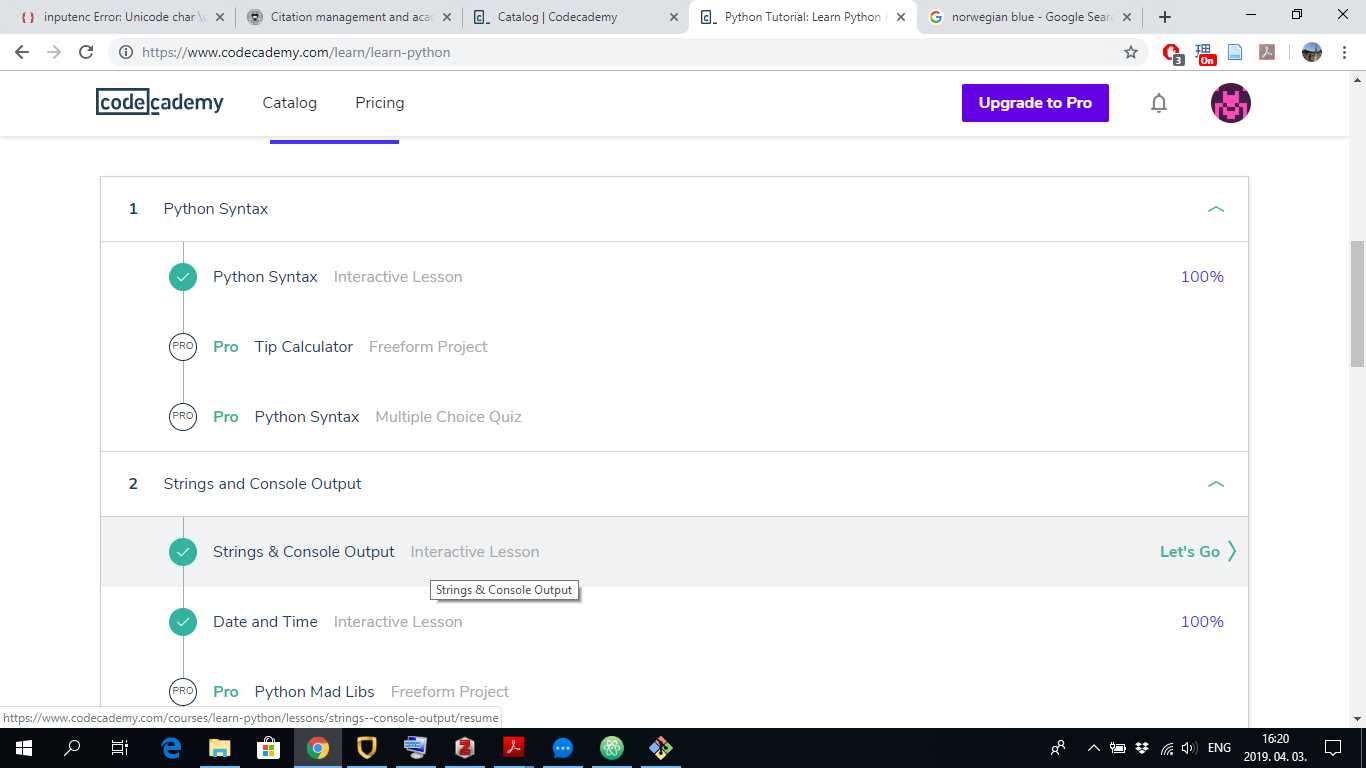 inputenc Error: Unicode char \u
Citation management and aca
Catalog | Codecademy
Python Tutorial: Learn Python F
norwegian blue - Google Sear
https://www.codecademy.com/learn/learn-python
3
On
codecademy
Catalog
Pricing
Upgrade to Pro
1 Python Syntax
Python Syntax Interactive Lesson 100%
PRO Pro Tip Calculator Freeform Project
PRO Pro Python Syntax Multiple Choice Quiz
2 Strings and Console Output
Strings & Console Output Interactive Lesson Let's Go
Strings & Console Output
Date and Time Interactive Lesson 100%
PRO Pro Python Mad Libs Freeform Project
https://www.codecademy.com/courses/learn-python/lessons/strings--console-output/resume
ENG
16:20
2019. 04. 03.